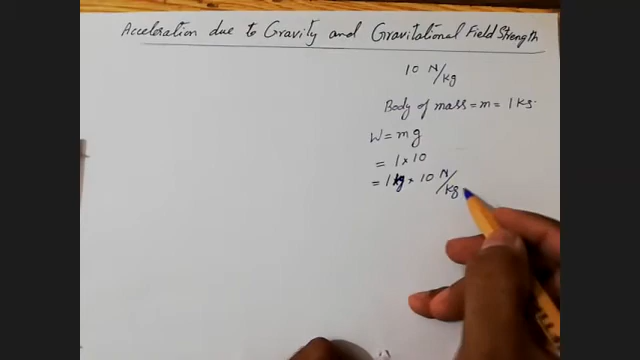 Acceleration due to Gravity and Gravitational Field Strength
10 N/kg
Body of mass = m = 1 kg.
W = mg
= 1 × 10
= 1kg × 10 N/kg